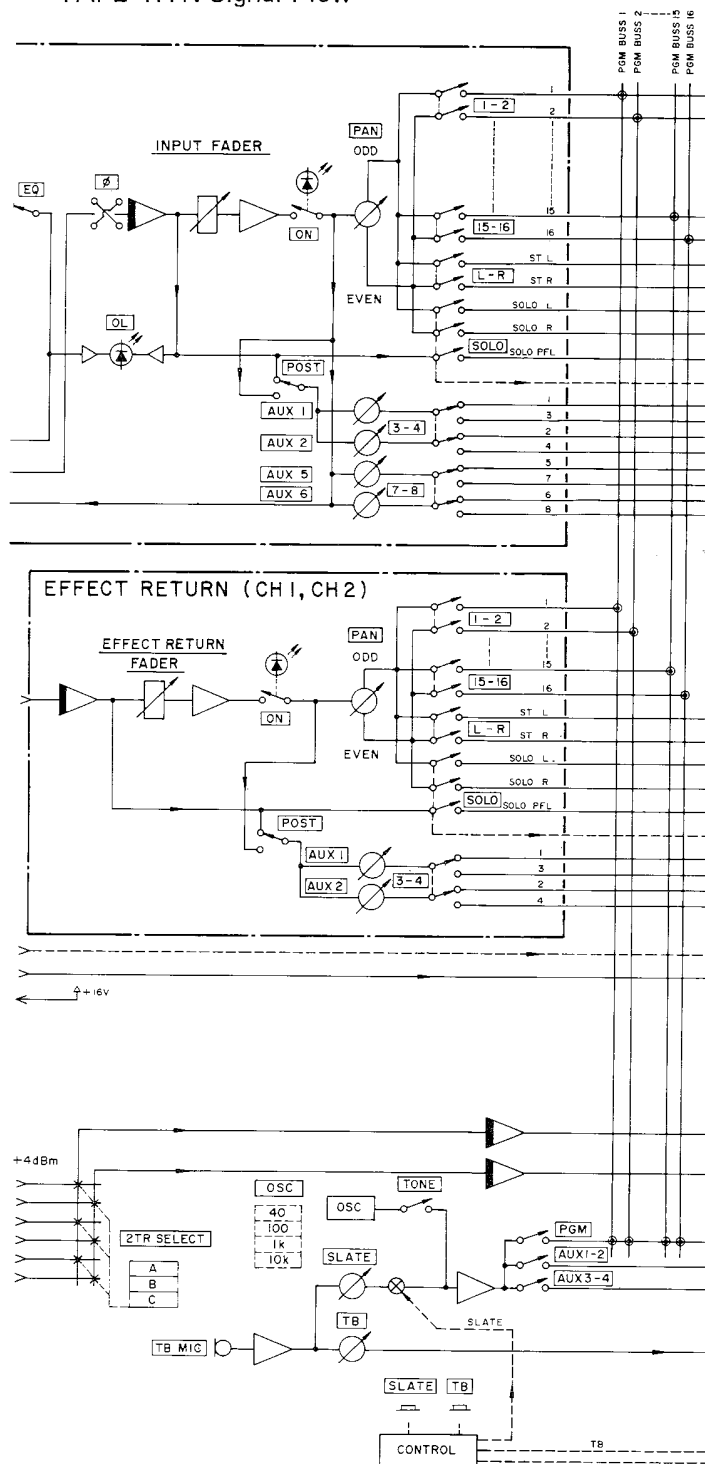 Signal Flow
PGM BUSS 1
PGM BUSS 2
PGM BUSS 15
PGM BUSS 16
INPUT FADER
EQ
Ø
ON
PAN
ODD
EVEN
1-2
1
2
15
15-16
16
ST L
L-R
ST R
SOLO L
SOLO R
SOLO
SOLO PFL
OL
POST
AUX 1
AUX 2
AUX 5
AUX 6
3-4
7-8
1
3
2
4
5
7
6
8
EFFECT RETURN (CH1, CH2)
EFFECT RETURN
FADER
ON
PAN
ODD
EVEN
1-2
1
2
15
15-16
16
ST L
L-R
ST R
SOLO L
SOLO R
SOLO
SOLO PFL
POST
AUX 1
AUX 2
3-4
1
3
2
4
+16V
+4dBm
2TR SELECT
A
B
C
OSC
40
100
1k
10k
OSC
TONE
SLATE
PGM
AUX1-2
AUX3-4
TB MIC
TB
SLATE
SLATE
TB
CONTROL
TB